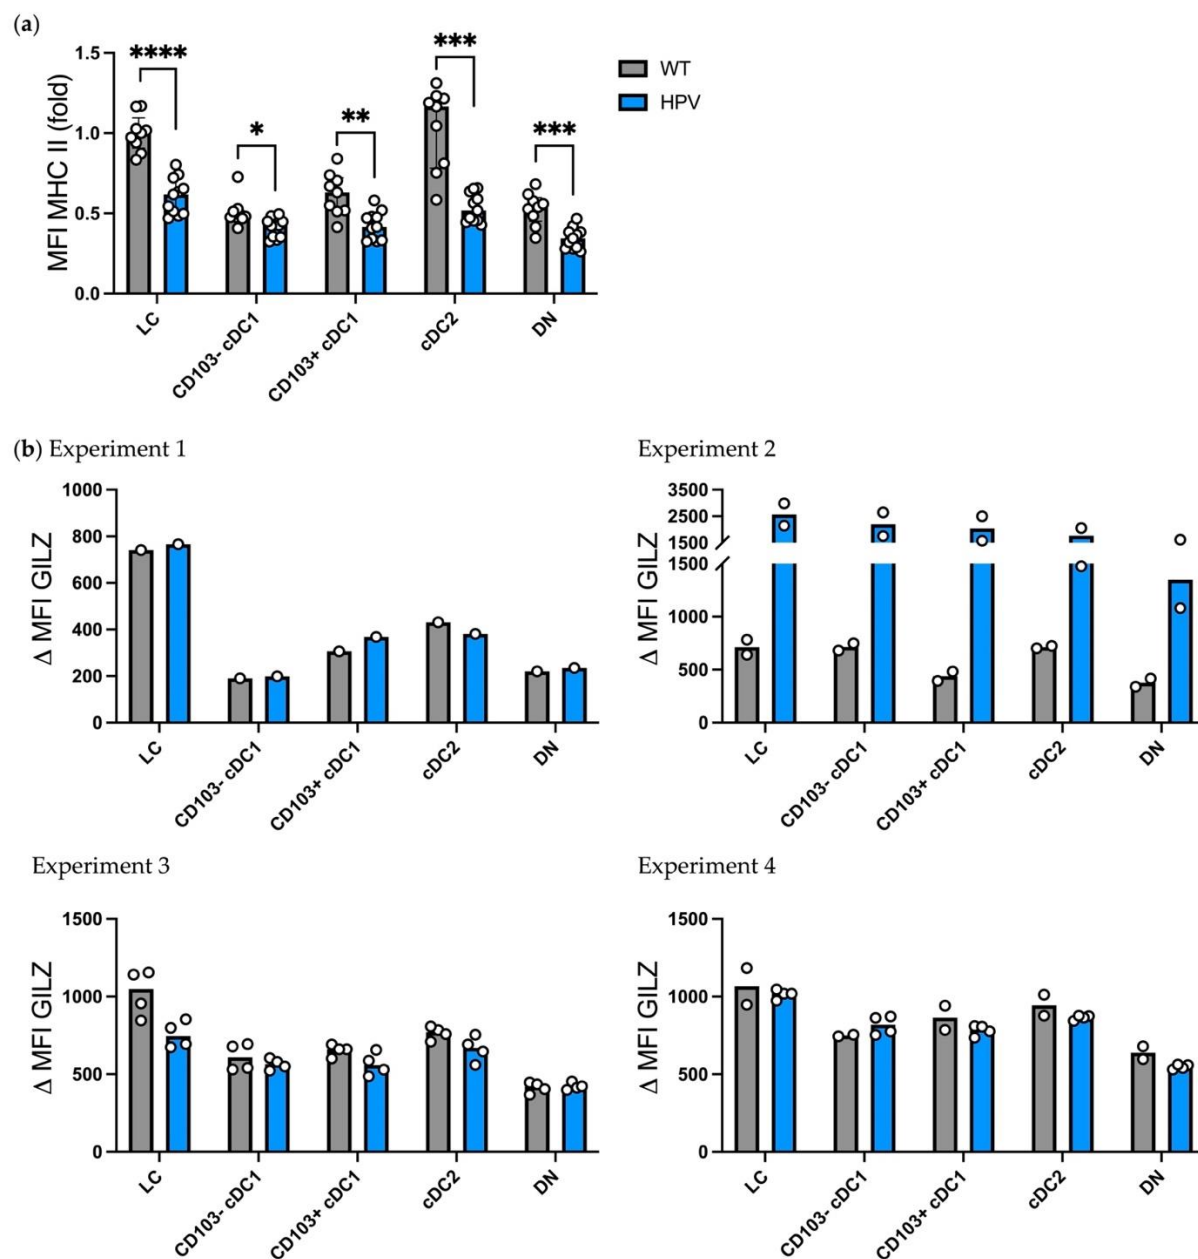 (a)
MFI MHC II (fold)
1.5
1.0
0.5
0.0
****
*
**
***
***
LC
CD103- cDC1
CD103+ cDC1
cDC2
DN
WT
HPV
(b) Experiment 1
Δ MFI GILZ
1000
800
600
400
200
0
LC
CD103- cDC1
CD103+ cDC1
cDC2
DN
Experiment 2
Δ MFI GILZ
3500
2500
1500
1500
1000
500
0
LC
CD103- cDC1
CD103+ cDC1
cDC2
DN
Experiment 3
Δ MFI GILZ
1500
1000
500
0
LC
CD103- cDC1
CD103+ cDC1
cDC2
DN
Experiment 4
Δ MFI GILZ
1500
1000
500
0
LC
CD103- cDC1
CD103+ cDC1
cDC2
DN